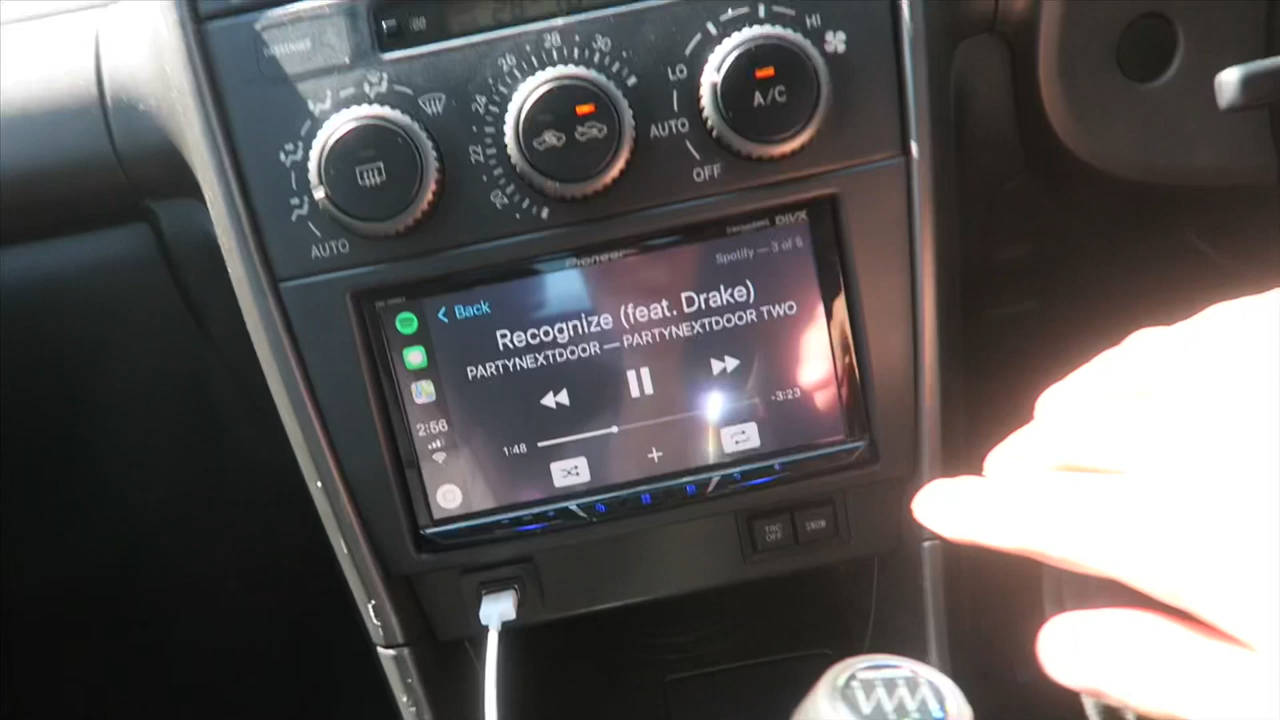 28
26
30
24
22
20
HI
LO
AUTO
OFF
A/C
AUTO
Pioneer
DIVX
Spotify — 3 of 6
Back
Recognize (feat. Drake)
PARTYNEXTDOOR — PARTYNEXTDOOR TWO
2:56
1:48
-3:23
TRC
OFF
SNOW